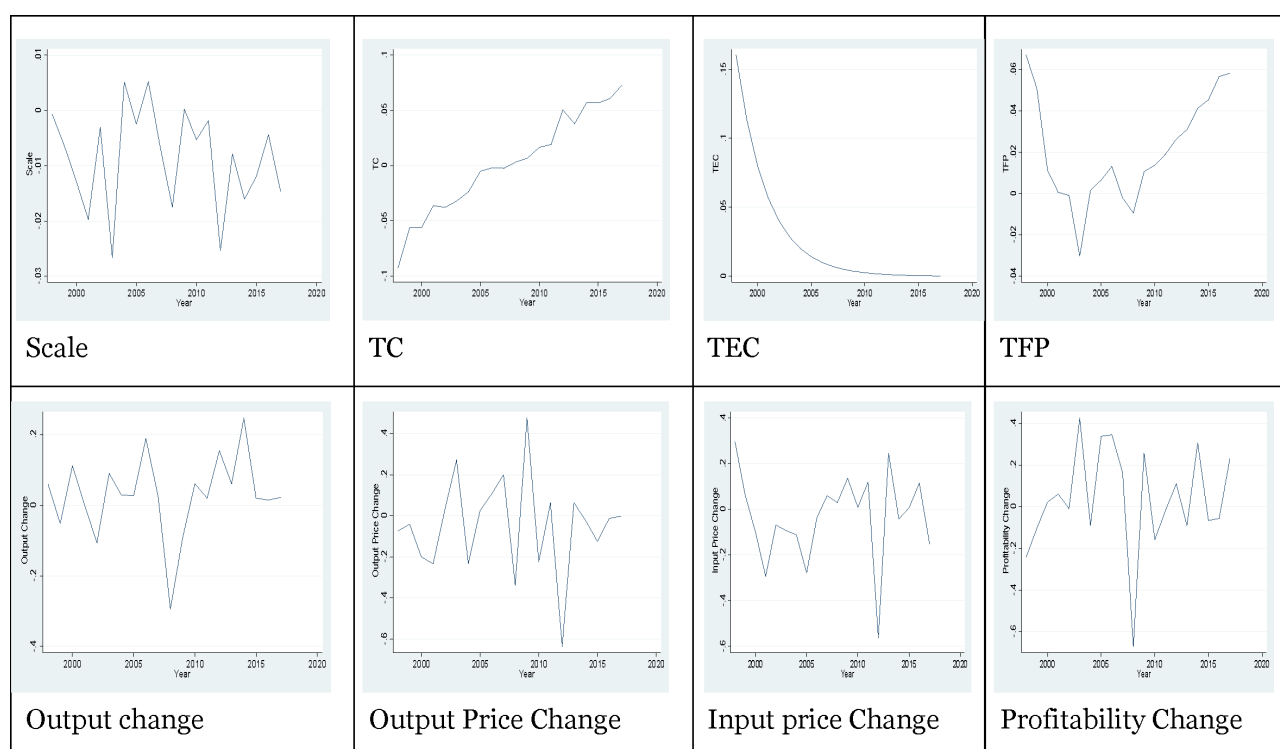 Scale
.01
0
-.01
-.02
-.03
2000 2005 2010 2015 2020
Year
Scale
TC
.1
.05
0
-.05
-.1
2000 2005 2010 2015 2020
Year
TC
TEC
.15
.1
.05
0
2000 2005 2010 2015 2020
Year
TEC
TFP
.06
.04
.02
0
-.02
-.04
2000 2005 2010 2015 2020
Year
TFP
Output Change
.2
0
-.2
-.4
2000 2005 2010 2015 2020
Year
Output change
Output Price Change
.4
.2
0
-.2
-.4
-.6
2000 2005 2010 2015 2020
Year
Output Price Change
Input Price Change
.4
.2
0
-.2
-.4
-.6
2000 2005 2010 2015 2020
Year
Input price Change
Profitability Change
.4
.2
0
-.2
-.4
-.6
2000 2005 2010 2015 2020
Year
Profitability Change